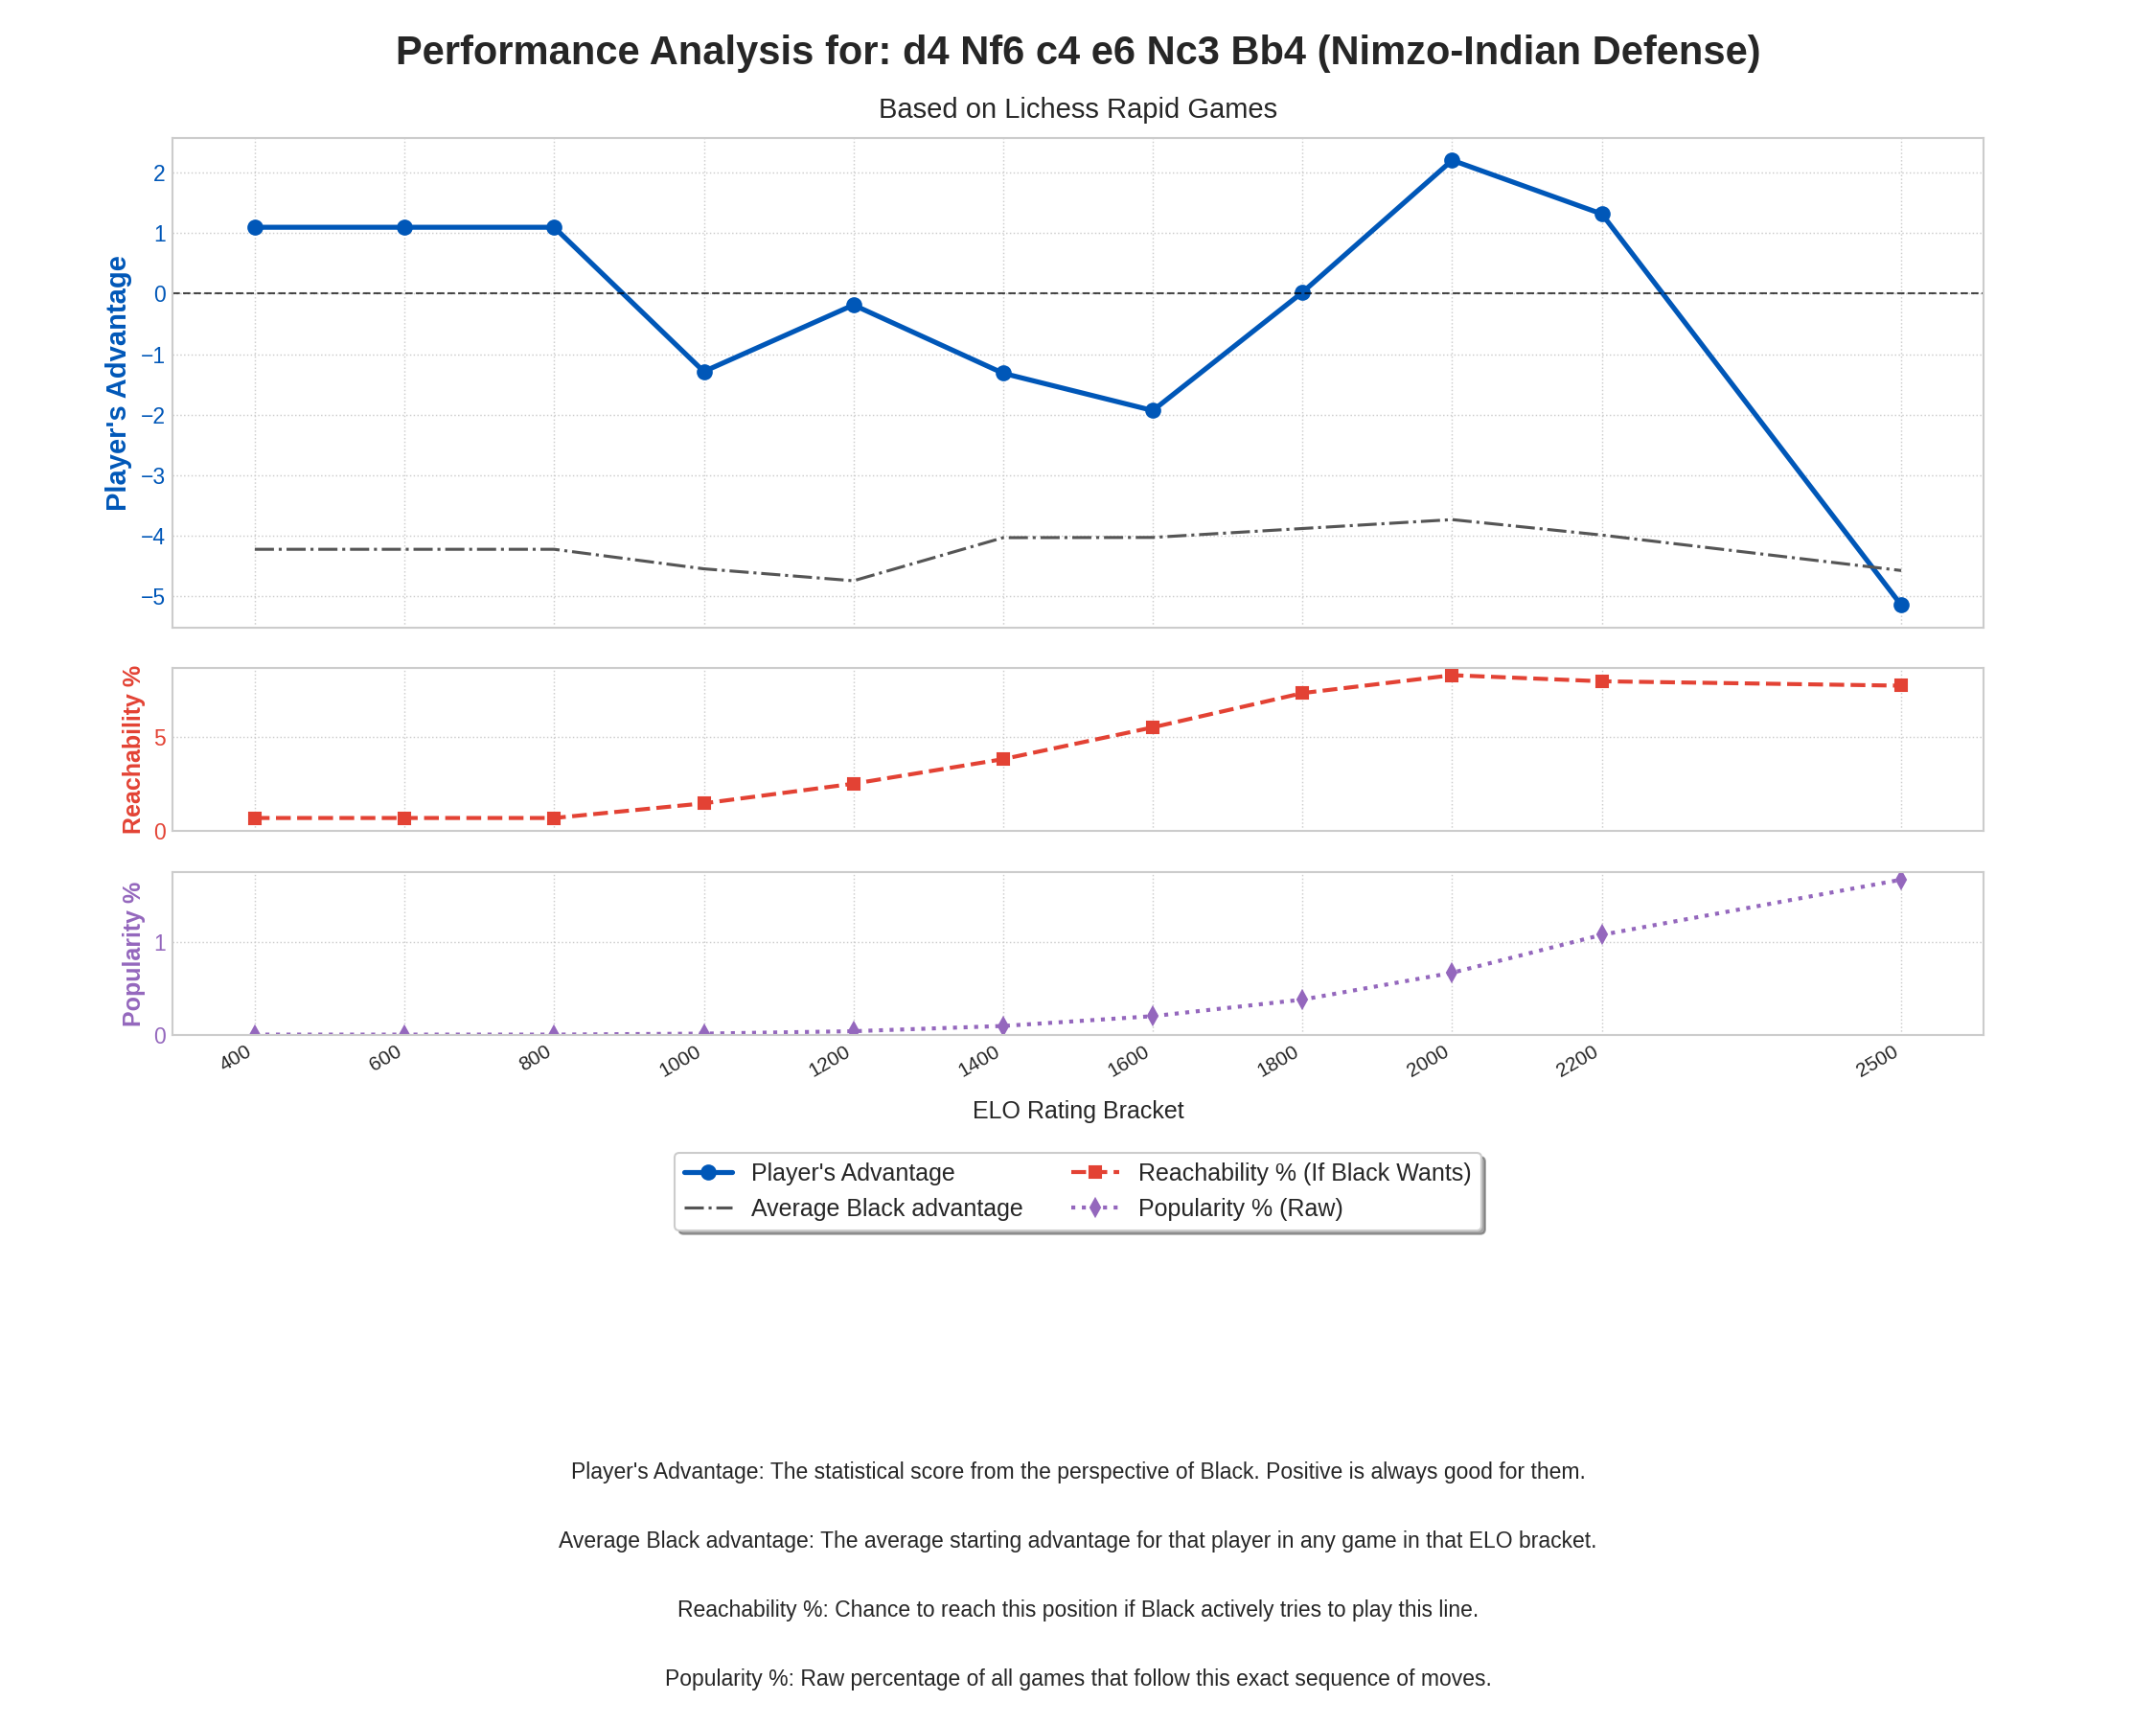 Performance Analysis for: d4 Nf6 c4 e6 Nc3 Bb4 (Nimzo-Indian Defense)
Based on Lichess Rapid Games
Player's Advantage
2
1
0
−1
−2
−3
−4
−5
Reachability %
5
0
Popularity %
1
0
400 600 800 1000 1200 1400 1600 1800 2000 2200 2500
ELO Rating Bracket
Player's Advantage
Average Black advantage
Reachability % (If Black Wants)
Popularity % (Raw)
Player's Advantage: The statistical score from the perspective of Black. Positive is always good for them.
Average Black advantage: The average starting advantage for that player in any game in that ELO bracket.
Reachability %: Chance to reach this position if Black actively tries to play this line.
Popularity %: Raw percentage of all games that follow this exact sequence of moves.